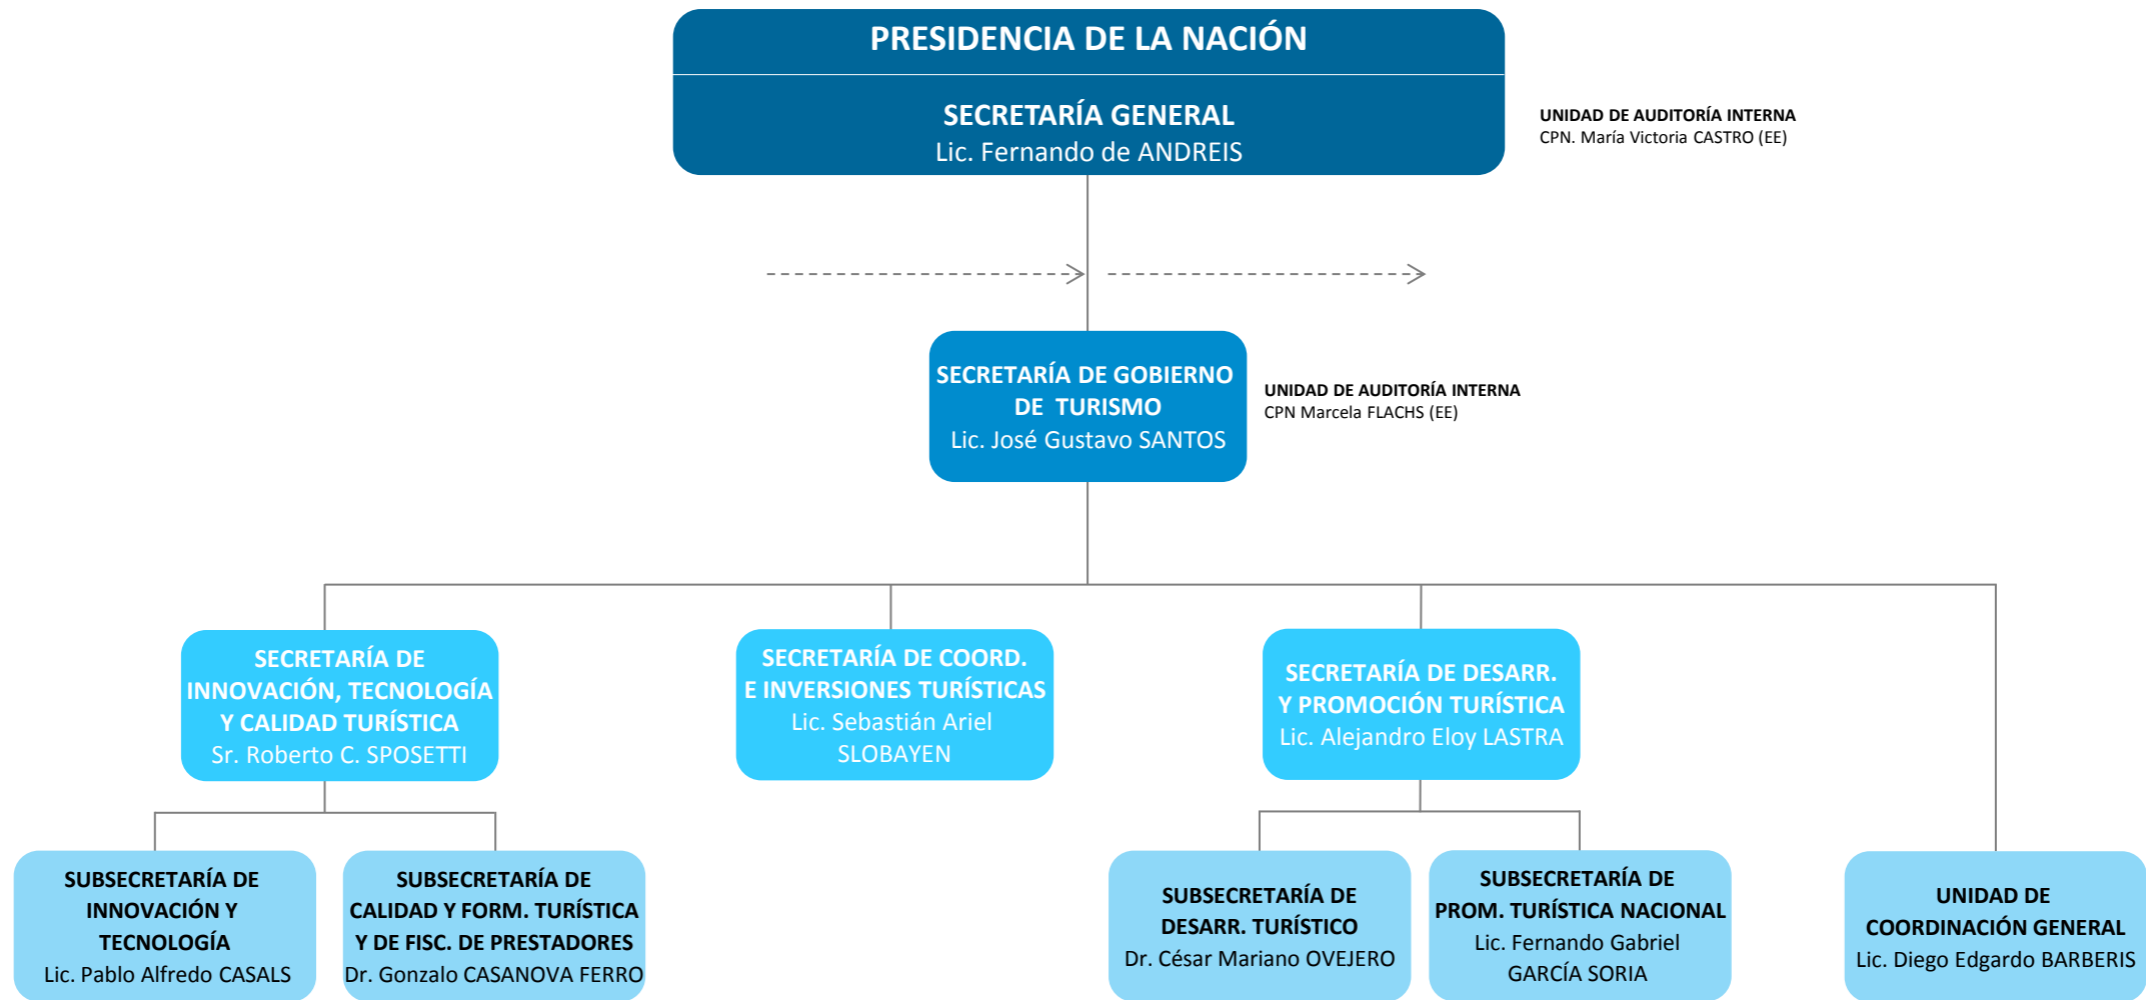 PRESIDENCIA DE LA NACIÓN
SECRETARÍA GENERAL
Lic. Fernando de ANDREIS
UNIDAD DE AUDITORÍA INTERNA
CPN. María Victoria CASTRO (EE)
SECRETARÍA DE GOBIERNO
DE TURISMO
Lic. José Gustavo SANTOS
UNIDAD DE AUDITORÍA INTERNA
CPN Marcela FLACHS (EE)
SECRETARÍA DE
INNOVACIÓN, TECNOLOGÍA
Y CALIDAD TURÍSTICA
Sr. Roberto C. SPOSETTI
SECRETARÍA DE COORD.
E INVERSIONES TURÍSTICAS
Lic. Sebastián Ariel
SLOBAYEN
SECRETARÍA DE DESARR.
Y PROMOCIÓN TURÍSTICA
Lic. Alejandro Eloy LASTRA
SUBSECRETARÍA DE
INNOVACIÓN Y
TECNOLOGÍA
Lic. Pablo Alfredo CASALS
SUBSECRETARÍA DE
CALIDAD Y FORM. TURÍSTICA
Y DE FISC. DE PRESTADORES
Dr. Gonzalo CASANOVA FERRO
SUBSECRETARÍA DE
DESARR. TURÍSTICO
Dr. César Mariano OVEJERO
SUBSECRETARÍA DE
PROM. TURÍSTICA NACIONAL
Lic. Fernando Gabriel
GARCÍA SORIA
UNIDAD DE
COORDINACIÓN GENERAL
Lic. Diego Edgardo BARBERIS